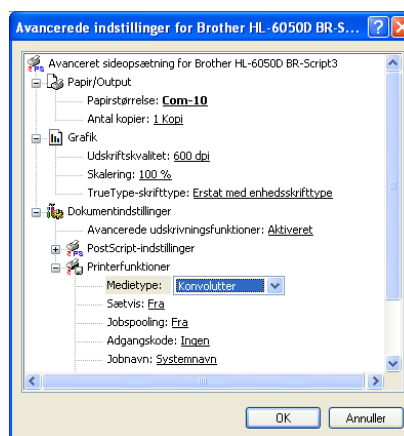 Avancerede indstillinger for Brother HL-6050D BR-S...
Avanceret sideopsætning for Brother HL-6050D BR-Script3
Papir/Output
Papirstørrelse: Com-10
Antal kopier: 1 Kopi
Grafik
Udskriftskvalitet: 600 dpi
Skalering: 100 %
TrueType-skrifttype: Erstat med enhedsskrifttype
Dokumentindstillinger
Avancerede udskrivningsfunktioner: Aktiveret
PostScript-indstillinger
Printerfunktioner
Medietype: Konvolutter
Sætvis: Fra
Jobspooling: Fra
Adgangskode: Ingen
Jobnavn: Systemnavn
OK Annuller